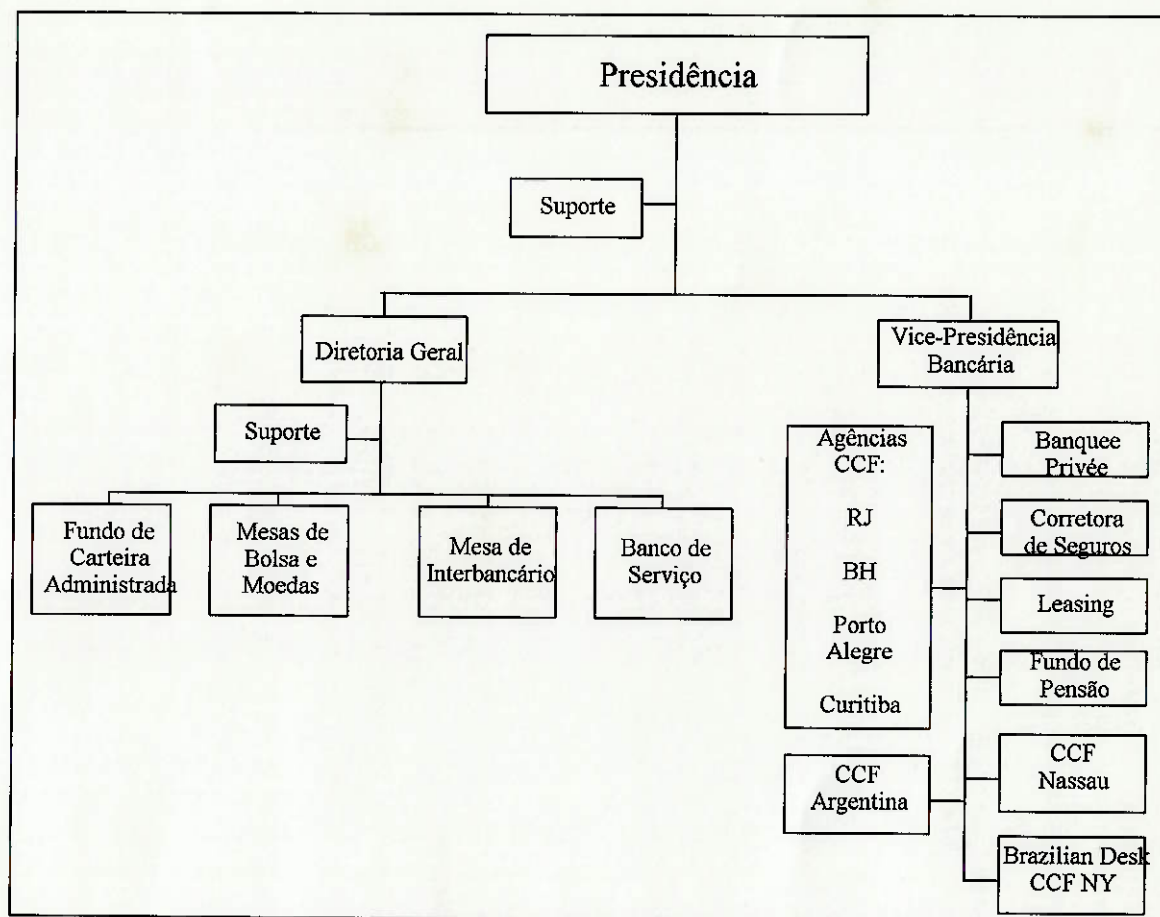 Presidência
Suporte
Diretoria Geral
Vice-Presidência
Bancária
Suporte
Fundo de
Carteira
Administrada
Mesas de
Bolsa e
Moedas
Mesa de
Interbancário
Banco de
Serviço
Agências
CCF:
RJ
BH
Porto
Alegre
Curitiba
CCF
Argentina
Banquee
Privée
Corretora
de Seguros
Leasing
Fundo de
Pensão
CCF
Nassau
Brazilian Desk
CCF NY